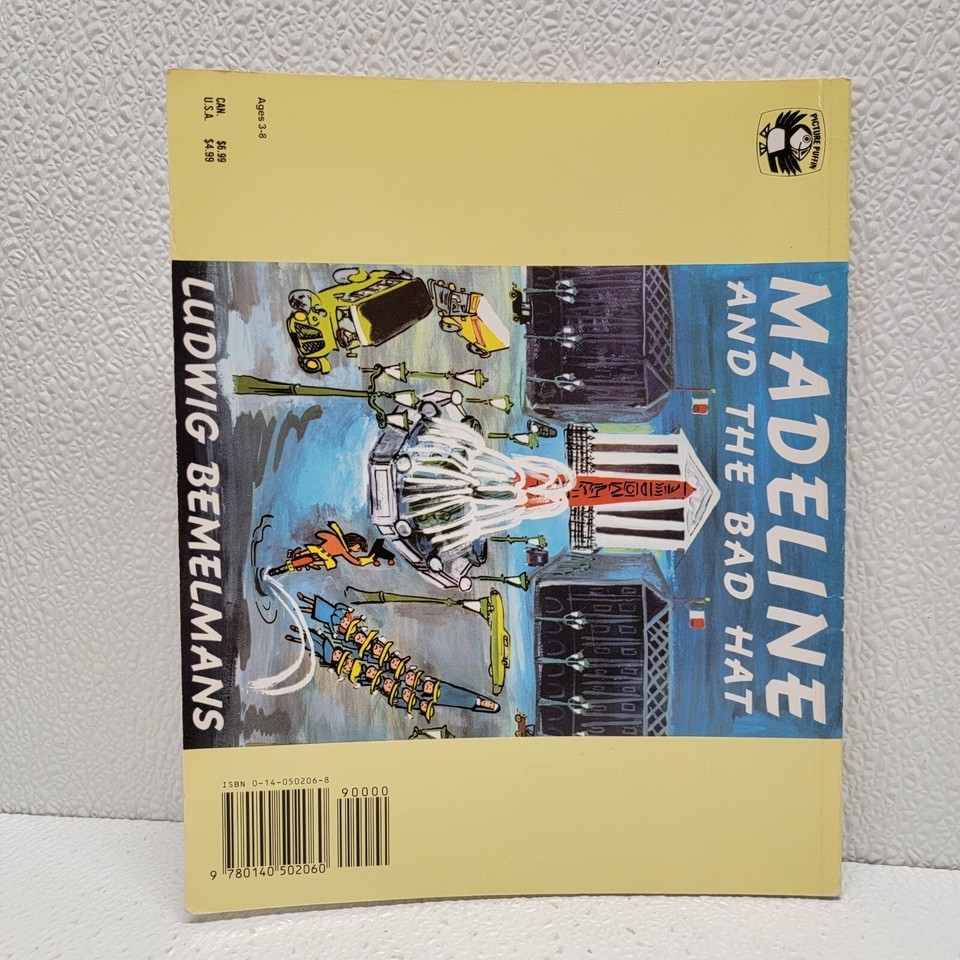 PICTURE PUFFIN
MADELINE
AND THE BAD HAT
LUDWIG BEMELMANS
Ages 3-8
CAN. $6.99
U.S.A. $4.99
ISBN 0-14-050206-8
90000
9 780140 502060